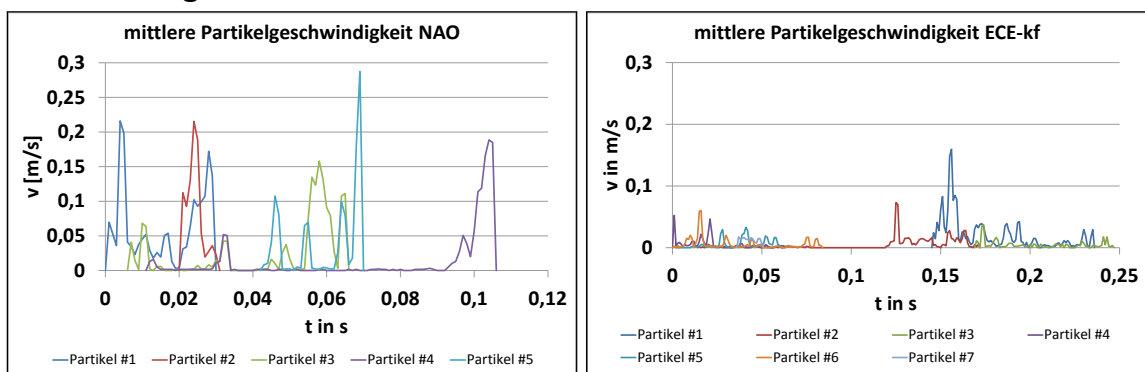 mittlere Partikelgeschwindigkeit NAO
0,3
0,25
0,2
0,15
0,1
0,05
0
v [m/s]
0 0,02 0,04 0,06 0,08 0,1 0,12
t in s
Partikel #1 Partikel #2 Partikel #3 Partikel #4 Partikel #5
mittlere Partikelgeschwindigkeit ECE-kf
0,3
0,2
0,1
0
v in m/s
0 0,05 0,1 0,15 0,2 0,25
t in s
Partikel #1 Partikel #2 Partikel #3 Partikel #4
Partikel #5 Partikel #6 Partikel #7